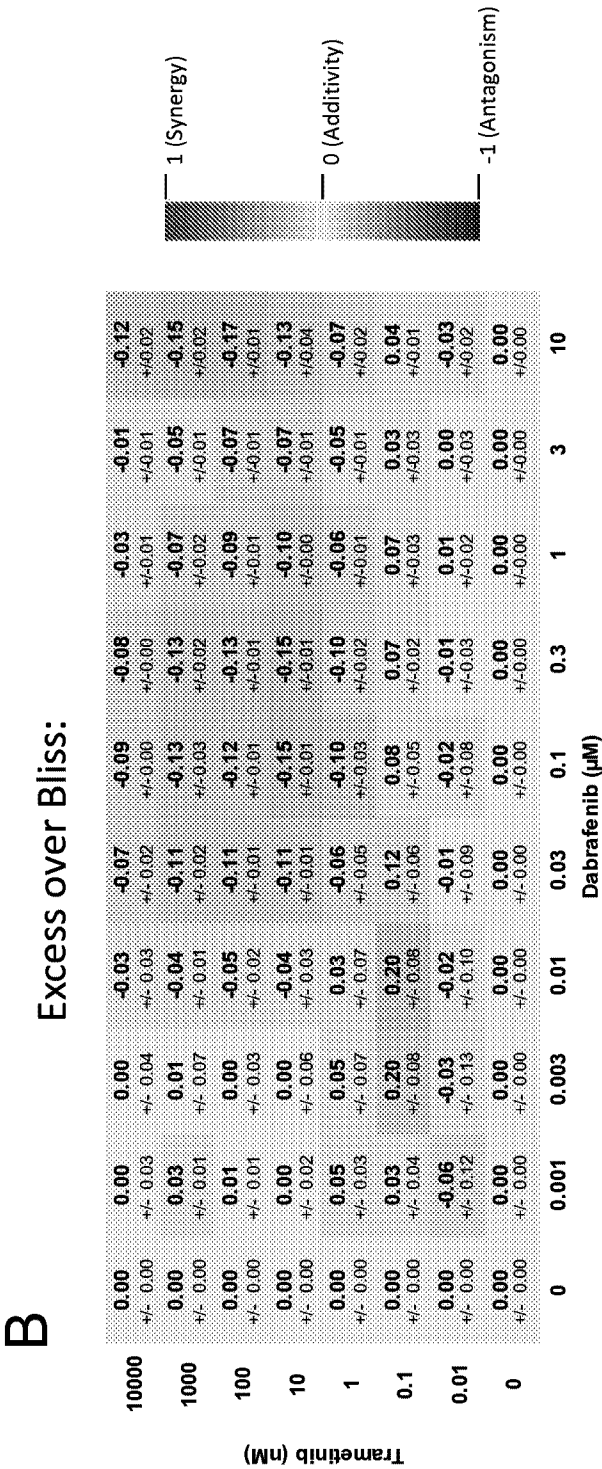 B
Excess over Bliss:
10000 0.00 0.00 0.00 -0.03 -0.07 -0.09 -0.08 -0.03 -0.01 -0.12
+/- 0.00 +/- 0.03 +/- 0.04 +/- 0.03 +/- 0.02 +/- 0.00 +/-0.00 +/-0.01 +/-0.01 +/-0.02
1000 0.00 0.03 0.01 -0.04 -0.11 -0.13 -0.13 -0.07 -0.05 -0.15
+/- 0.00 +/- 0.01 +/- 0.07 +/- 0.01 +/- 0.02 +/- 0.03 +/-0.02 +/- 0.02 +/-0.01 +/-0.02
100 0.00 0.01 0.00 -0.05 -0.11 -0.12 -0.13 -0.09 -0.07 -0.17
+/- 0.00 +/- 0.01 +/- 0.03 +/- 0.02 +/- 0.01 +/- 0.01 +/- 0.01 +/-0.01 +/-0.01 +/-0.01
10 0.00 0.00 0.00 -0.04 -0.11 -0.15 -0.15 -0.10 -0.07 -0.13
+/- 0.00 +/- 0.02 +/- 0.06 +/- 0.03 +/- 0.01 +/-0.01 +/-0.01 +/-0.00 +/-0.01 +/-0.04
1 0.00 0.05 0.05 0.03 -0.06 -0.10 -0.10 -0.06 -0.05 -0.07
+/- 0.00 +/- 0.03 +/- 0.07 +/- 0.07 +/- 0.05 +/- 0.03 +/- 0.02 +/-0.01 +/-0.01 +/-0.02
0.1 0.00 0.03 0.20 0.20 0.12 0.08 0.07 0.07 0.03 0.04
+/- 0.00 +/- 0.04 +/- 0.08 +/- 0.08 +/- 0.06 +/- 0.05 +/- 0.02 +/- 0.03 +/-0.03 +/-0.01
0.01 0.00 -0.06 -0.03 -0.02 -0.01 -0.02 -0.01 0.01 0.00 -0.03
+/- 0.00 +/- 0.12 +/- 0.13 +/- 0.10 +/- 0.09 +/- 0.08 +/- 0.03 +/- 0.02 +/-0.03 +/-0.02
0 0.00 0.00 0.00 0.00 0.00 0.00 0.00 0.00 0.00 0.00
+/- 0.00 +/- 0.00 +/- 0.00 +/- 0.00 +/- 0.00 +/- 0.00 +/- 0.00 +/- 0.00 +/-0.00 +/-0.00
0 0.001 0.003 0.01 0.03 0.1 0.3 1 3 10
Trametinib (nM)
Dabrafenib (µM)
1 (Synergy)
0 (Additivity)
-1 (Antagonism)